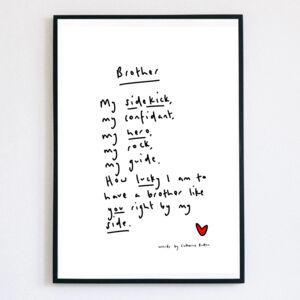 Brother
My sidekick,
my confidant,
my hero,
my rock,
my guide.
How lucky I am to
have a brother like
you right by my
side.
words by Catherine